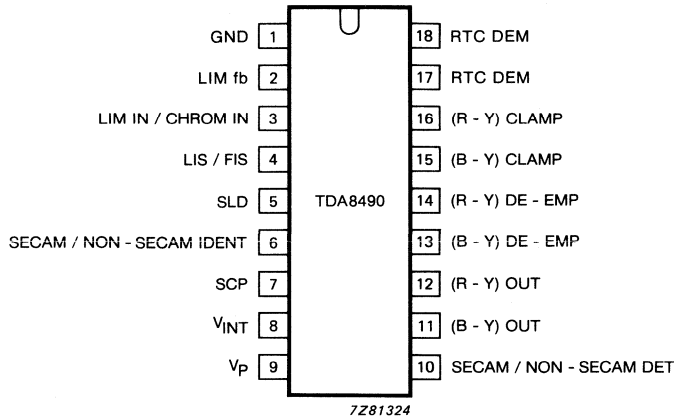 GND 1 18 RTC DEM
LIM fb 2 17 RTC DEM
LIM IN / CHROM IN 3 16 (R - Y) CLAMP
LIS / FIS 4 15 (B - Y) CLAMP
SLD 5 TDA8490 14 (R - Y) DE - EMP
SECAM / NON - SECAM IDENT 6 13 (B - Y) DE - EMP
SCP 7 12 (R - Y) OUT
VINT 8 11 (B - Y) OUT
VP 9 10 SECAM / NON - SECAM DET
7Z81324